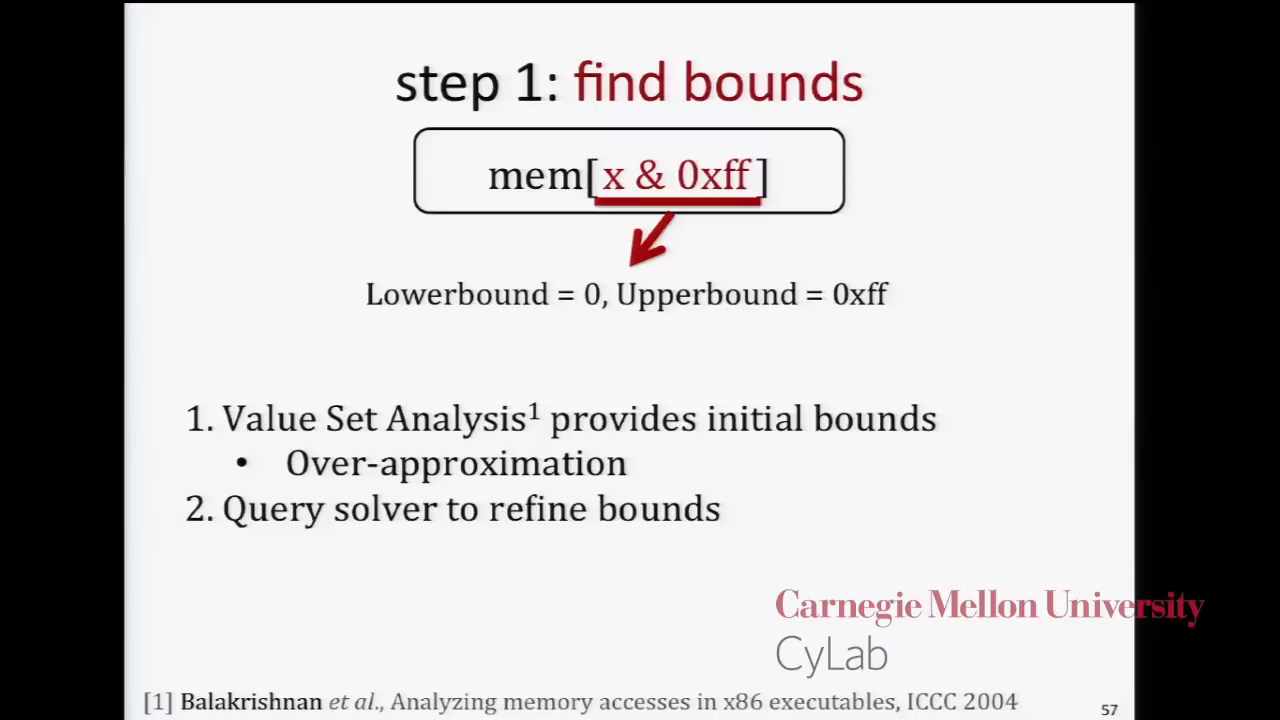 step 1: find bounds
mem[x & 0xff]
Lowerbound = 0, Upperbound = 0xff
1. Value Set Analysis¹ provides initial bounds
• Over-approximation
2. Query solver to refine bounds
Carnegie Mellon University
CyLab
[1] Balakrishnan et al., Analyzing memory accesses in x86 executables, ICCC 2004
57